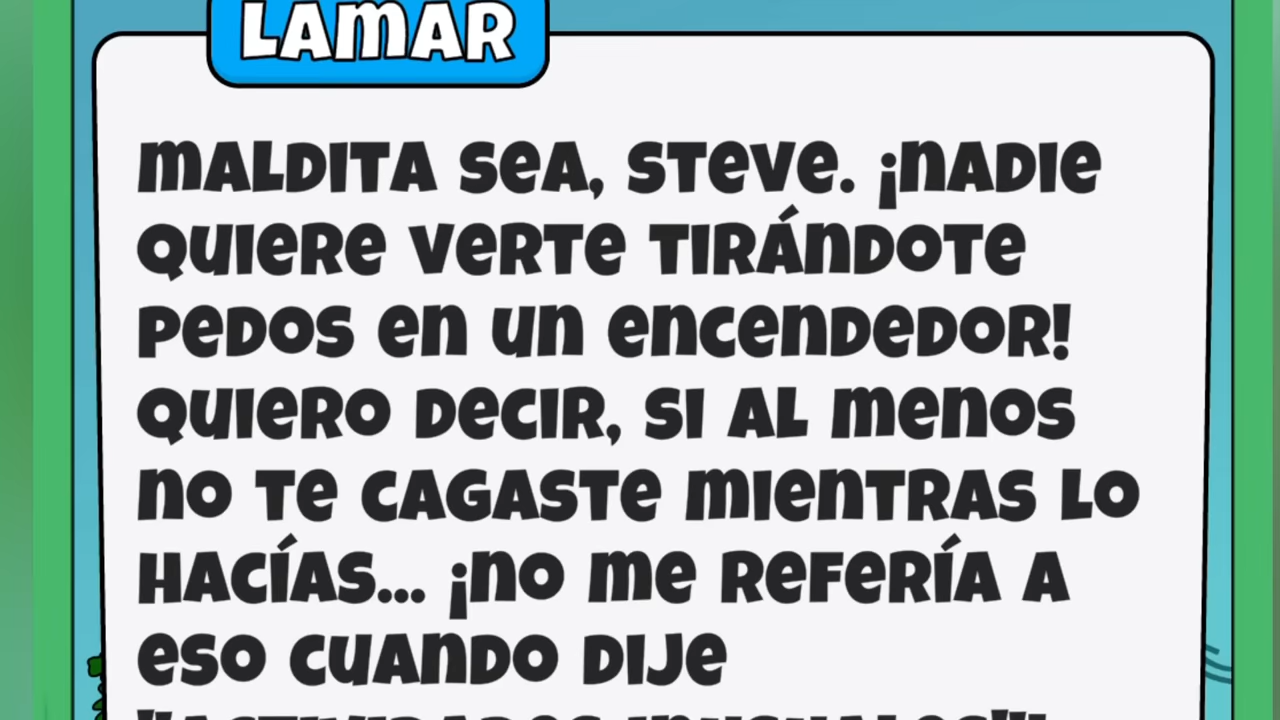 LAMAR
MALDITA SEA, STEVE. ¡NADIE
QUIERE VERTE TIRÁNDOTE
PEDOS EN UN ENCENDEDOR!
QUIERO DECIR, SI AL MENOS
NO TE CAGASTE MIENTRAS LO
HACÍAS... ¡NO ME REFERÍA A
ESO CUANDO DIJE